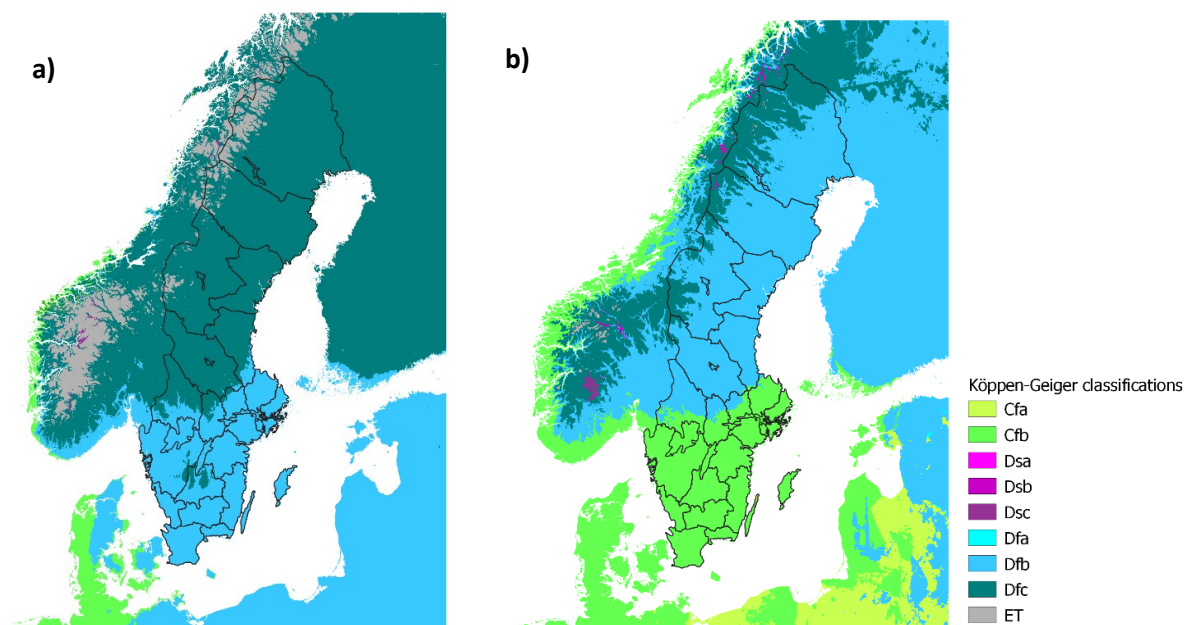 a)
b)
Köppen-Geiger classifications
Cfa
Cfb
Dsa
Dsb
Dsc
Dfa
Dfb
Dfc
ET